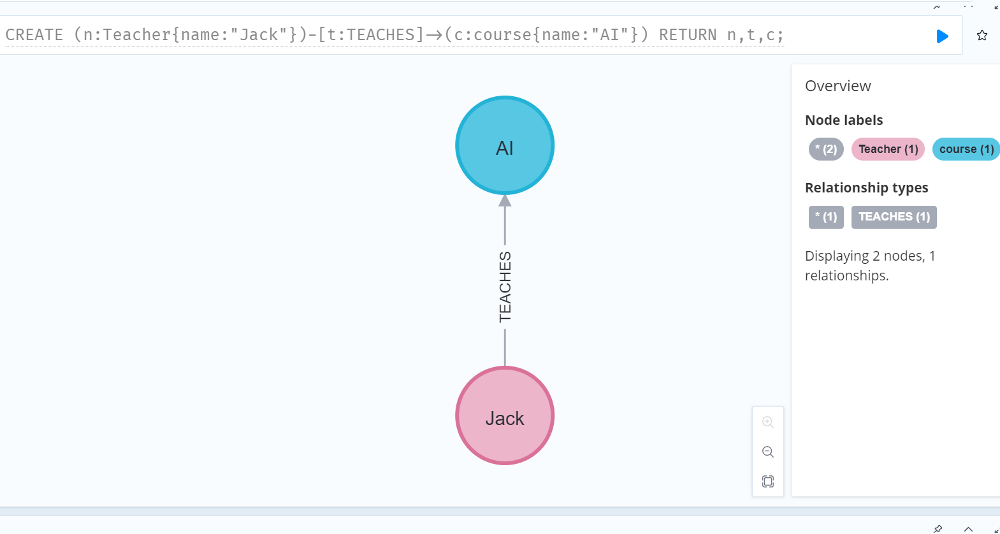 CREATE (n:Teacher{name:"Jack"})-[t:TEACHES]->(c:course{name:"AI"}) RETURN n,t,c;
Overview
Node labels
* (2) Teacher (1) course (1)
Relationship types
* (1) TEACHES (1)
Displaying 2 nodes, 1
relationships.
AI
TEACHES
Jack